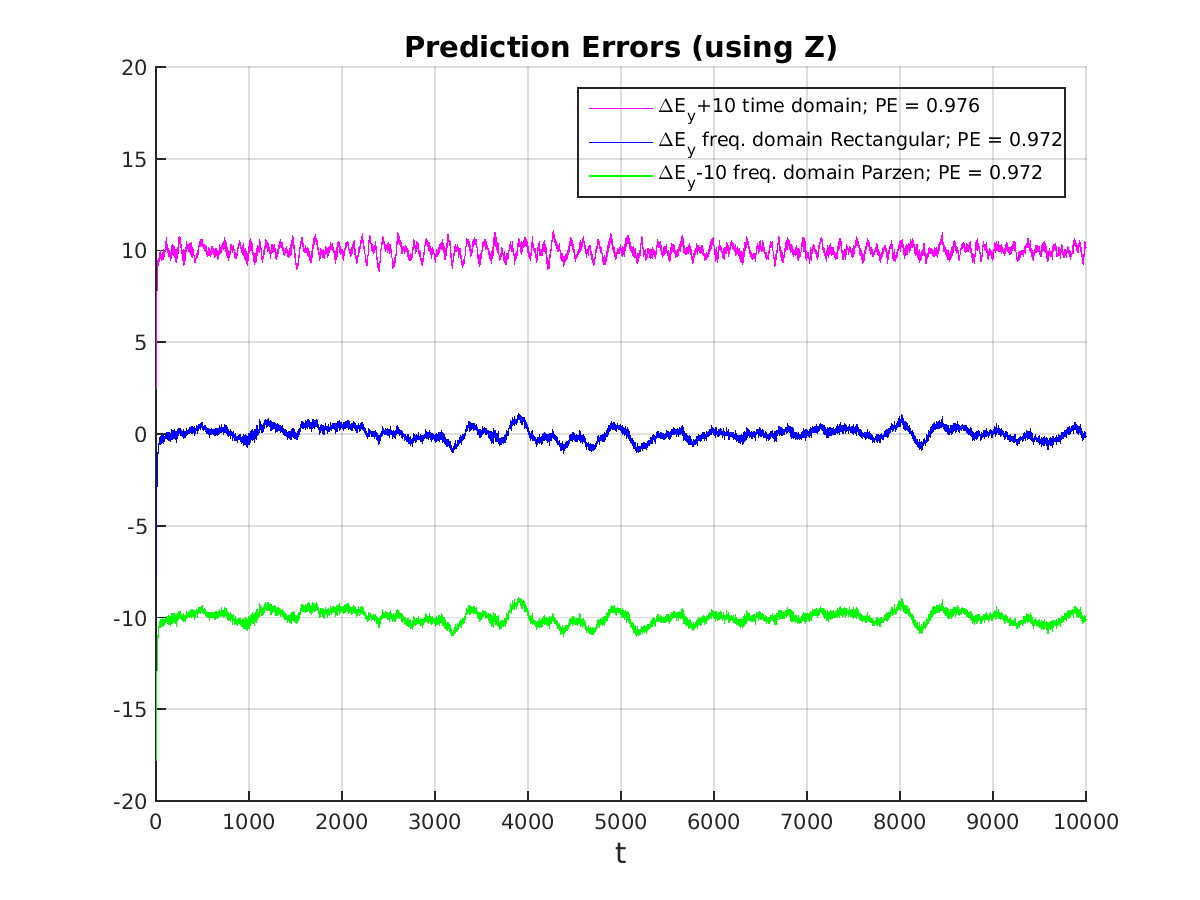 Prediction Errors (using Z)
ΔEy+10 time domain; PE = 0.976
ΔEy freq. domain Rectangular; PE = 0.972
ΔEy-10 freq. domain Parzen; PE = 0.972
20
15
10
5
0
-5
-10
-15
-20
0 1000 2000 3000 4000 5000 6000 7000 8000 9000 10000
t